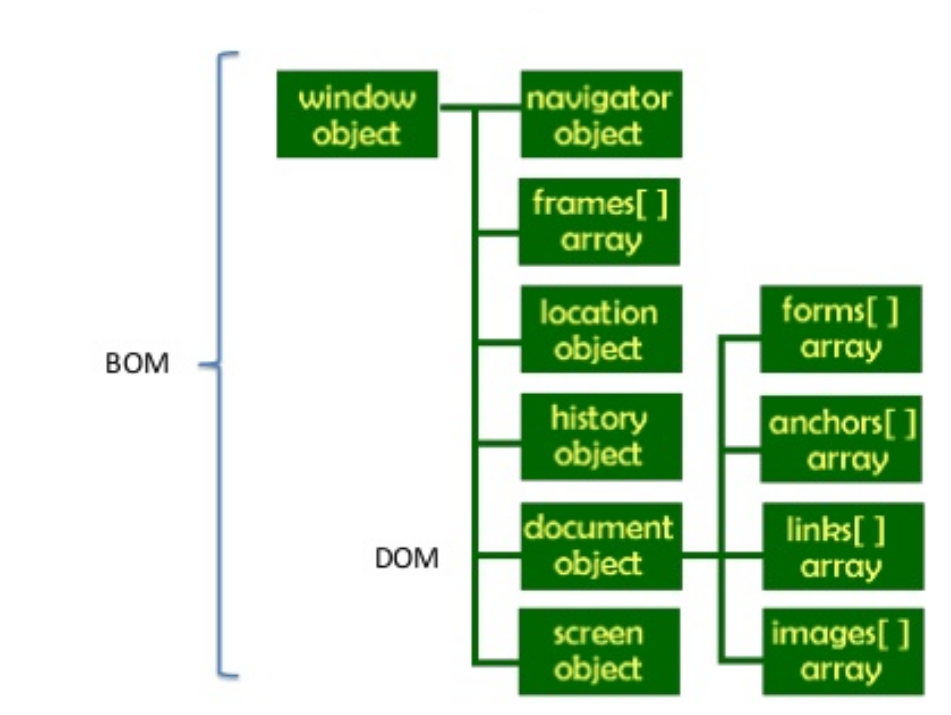 window
object
navigator
object
frames[ ]
array
location
object
forms[ ]
array
BOM
history
object
anchors[ ]
array
DOM
document
object
links[ ]
array
screen
object
images[ ]
array